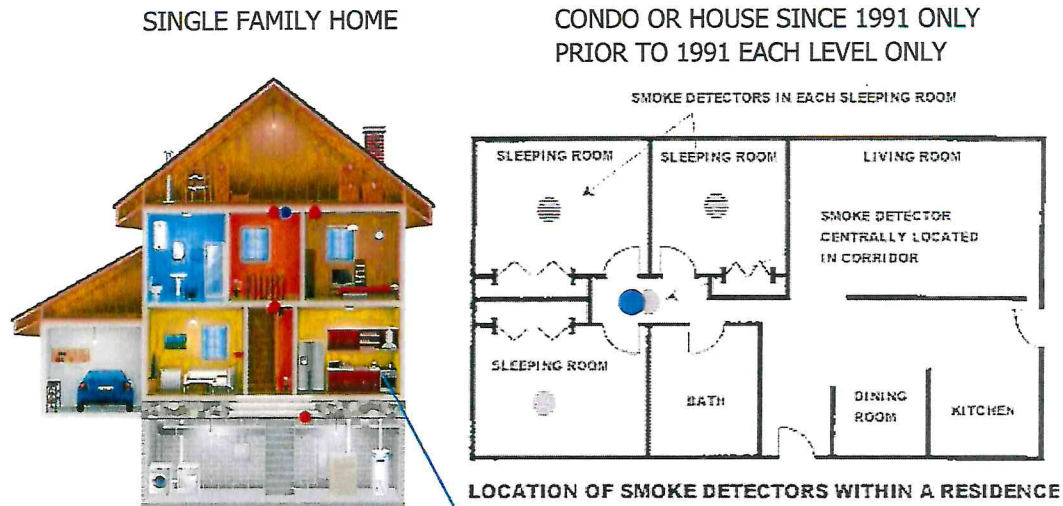 SINGLE FAMILY HOME
CONDO OR HOUSE SINCE 1991 ONLY
PRIOR TO 1991 EACH LEVEL ONLY
SMOKE DETECTORS IN EACH SLEEPING ROOM
SLEEPING ROOM
SLEEPING ROOM
LIVING ROOM
SMOKE DETECTOR
CENTRALLY LOCATED
IN CORRIDOR
SLEEPING ROOM
BATH
DINING
ROOM
KITCHEN
LOCATION OF SMOKE DETECTORS WITHIN A RESIDENCE